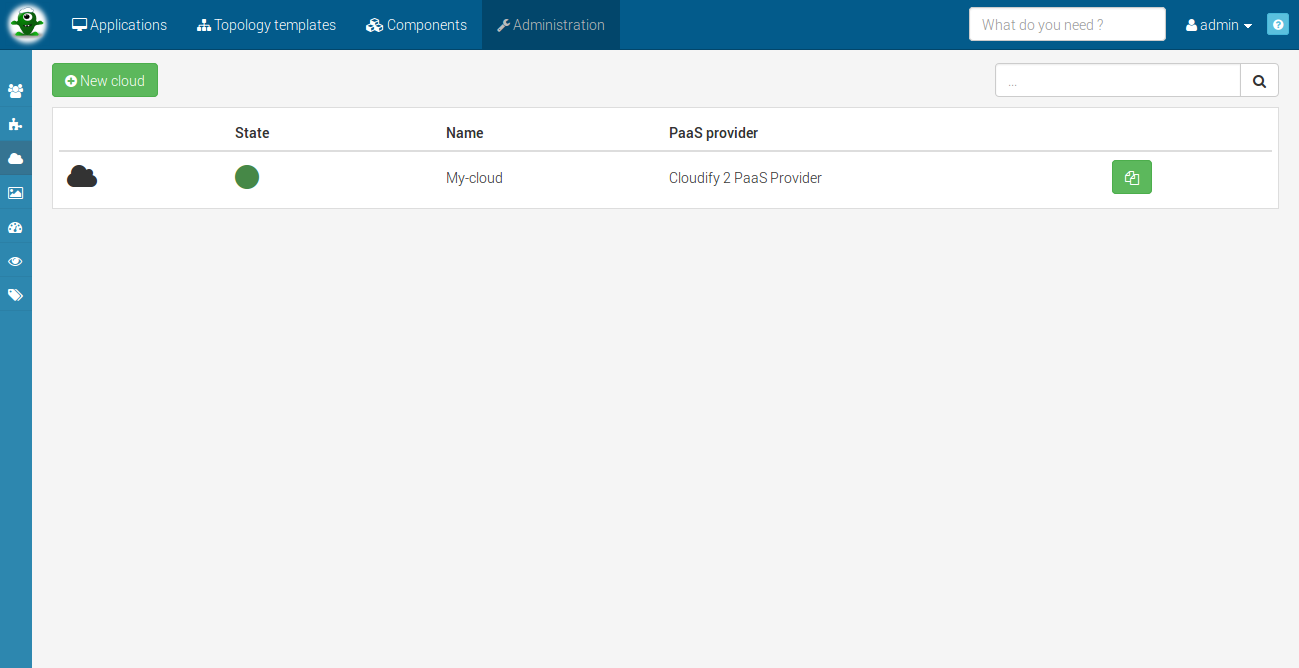 Applications Topology templates Components Administration What do you need ? admin ?
New cloud ...
State Name PaaS provider
My-cloud Cloudify 2 PaaS Provider